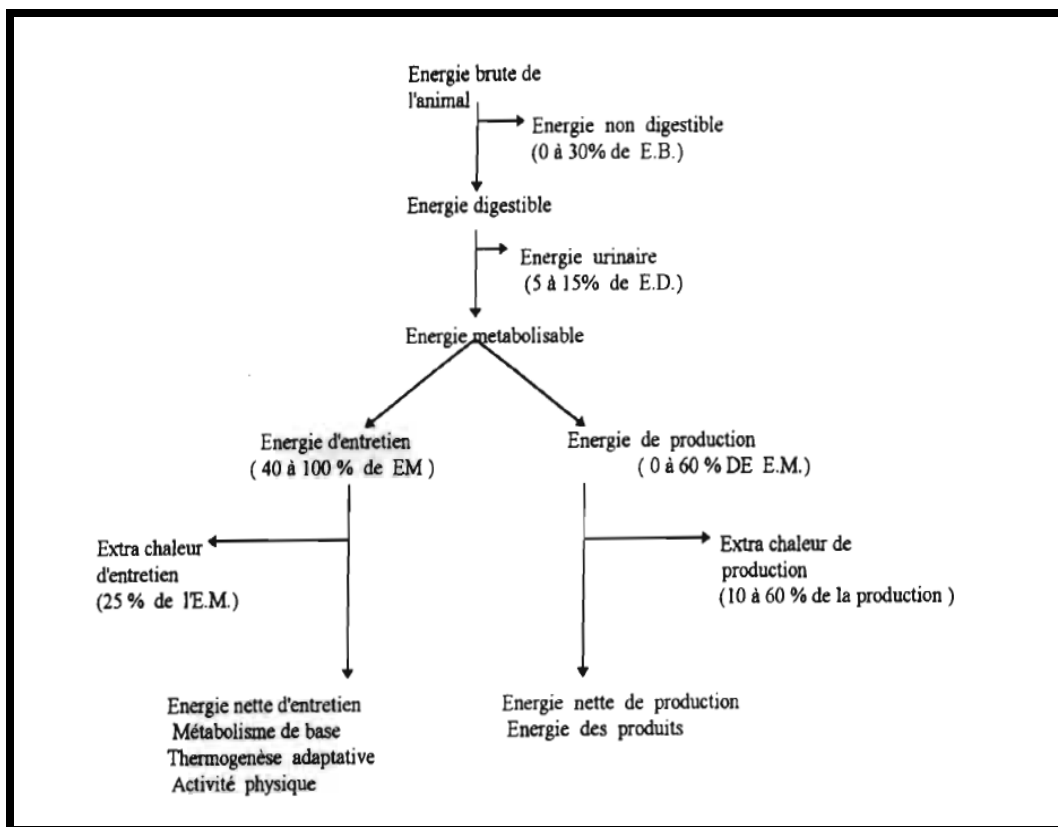 Energie brute de
l'animal
Energie non digestible
(0 à 30% de E.B.)
Energie digestible
Energie urinaire
(5 à 15% de E.D.)
Energie metabolisable
Energie d'entretien
( 40 à 100 % de EM )
Energie de production
( 0 à 60 % DE E.M.)
Extra chaleur
d'entretien
(25 % de l'E.M.)
Extra chaleur de
production
(10 à 60 % de la production )
Energie nette d'entretien
Métabolisme de base
Thermogenèse adaptative
Activité physique
Energie nette de production
Energie des produits